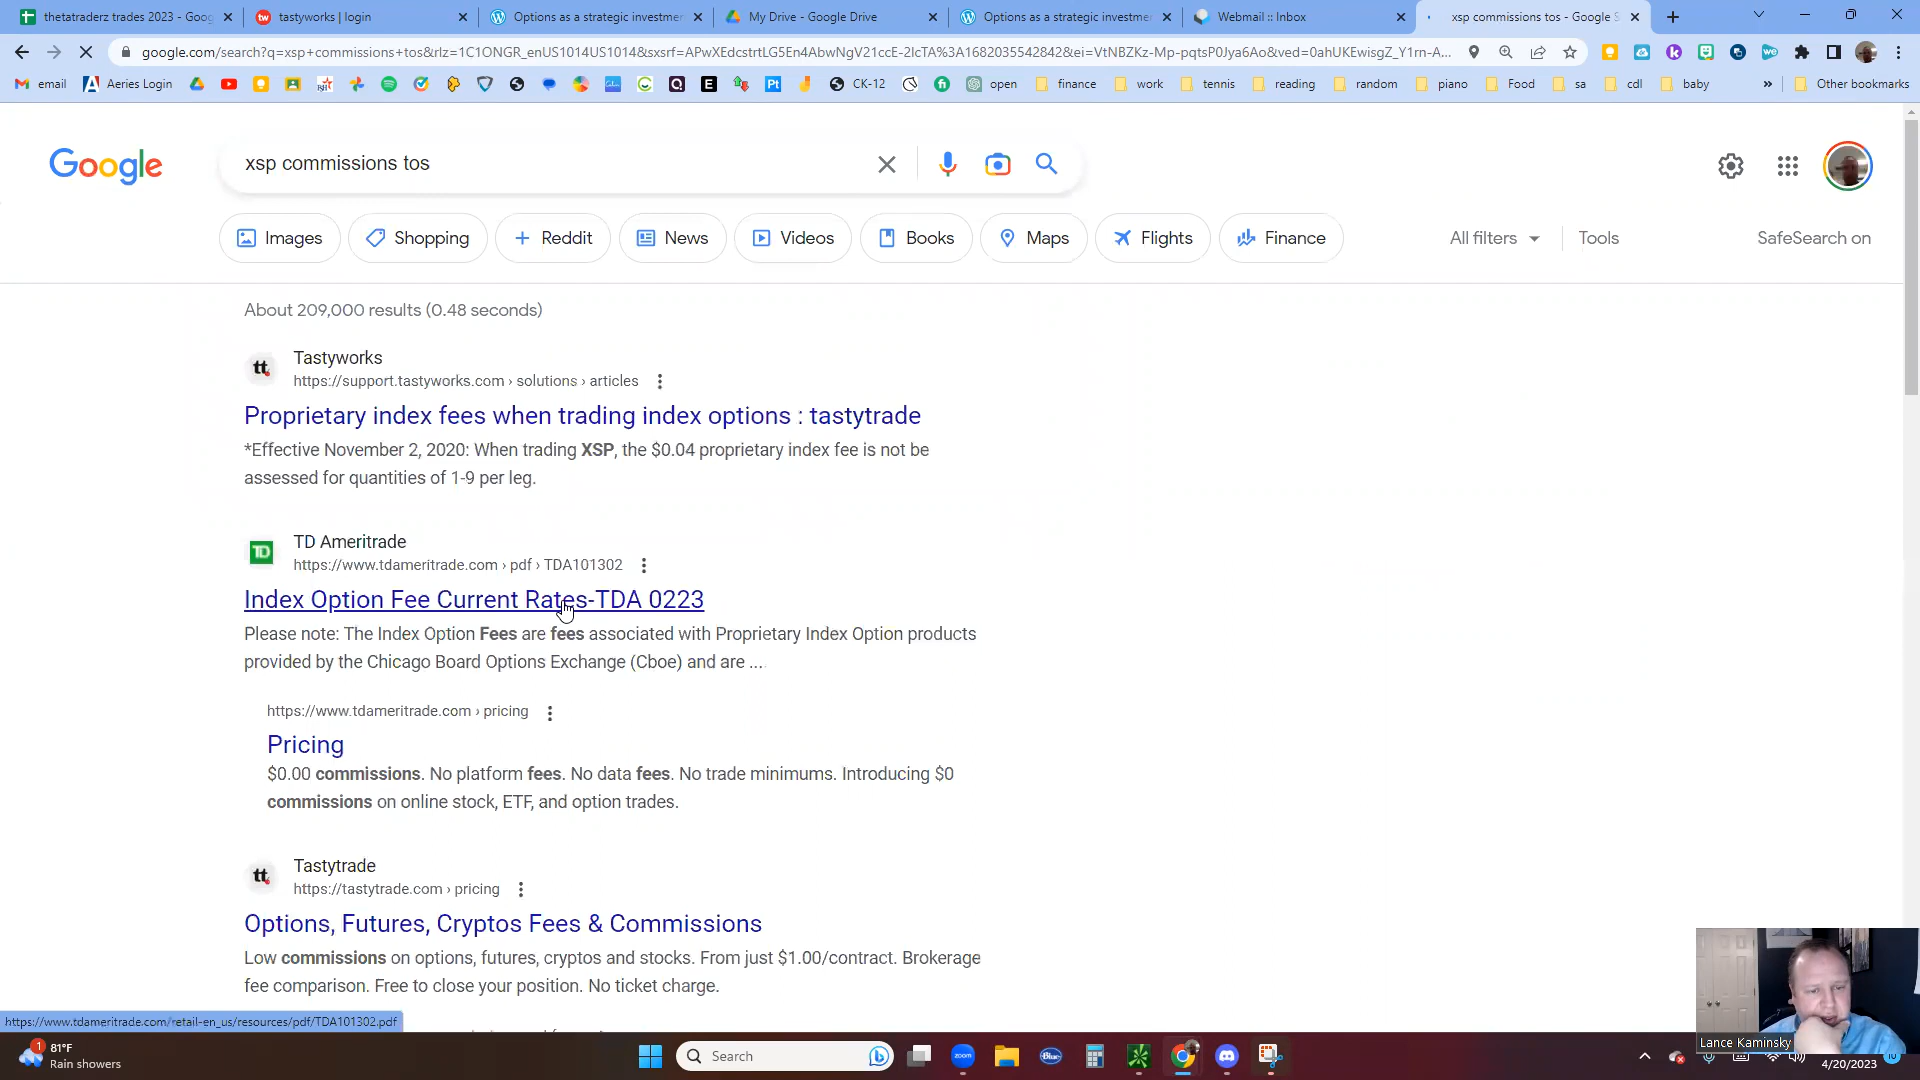 thetatraderz trades 2023 - Goog
tastyworks | login
Options as a strategic investmer
My Drive - Google Drive
Options as a strategic investmer
Webmail :: Inbox
xsp commissions tos - Google S
google.com/search?q=xsp+commissions+tos&rlz=1C1ONGR_enUS1014US1014&sxsrf=APwXEdcstrtLG5En4AbwNgV21ccE-2IcTA%3A1682035542842&ei=VtNBZKz-Mp-pqtsP0Jya6Ao&ved=0ahUKEwisgZ_Y1rn-A...
email
Aeries Login
CK-12
open
finance
work
tennis
reading
random
piano
Food
sa
cdl
baby
»
Other bookmarks
Google
xsp commissions tos
Images
Shopping
Reddit
News
Videos
Books
Maps
Flights
Finance
All filters
Tools
SafeSearch on
About 209,000 results (0.48 seconds)
Tastyworks
https://support.tastyworks.com › solutions › articles
Proprietary index fees when trading index options : tastytrade
*Effective November 2, 2020: When trading XSP, the $0.04 proprietary index fee is not be
assessed for quantities of 1-9 per leg.
TD Ameritrade
https://www.tdameritrade.com › pdf › TDA101302
Index Option Fee Current Rates-TDA 0223
Please note: The Index Option Fees are fees associated with Proprietary Index Option products
provided by the Chicago Board Options Exchange (Cboe) and are ...
https://www.tdameritrade.com › pricing
Pricing
$0.00 commissions. No platform fees. No data fees. No trade minimums. Introducing $0
commissions on online stock, ETF, and option trades.
Tastytrade
https://tastytrade.com › pricing
Options, Futures, Cryptos Fees & Commissions
Low commissions on options, futures, cryptos and stocks. From just $1.00/contract. Brokerage
fee comparison. Free to close your position. No ticket charge.
https://www.tdameritrade.com/retail-en_us/resources/pdf/TDA101302.pdf
Lance Kaminsky
81°F
Rain showers
Search
zoom
Blue
4/20/2023